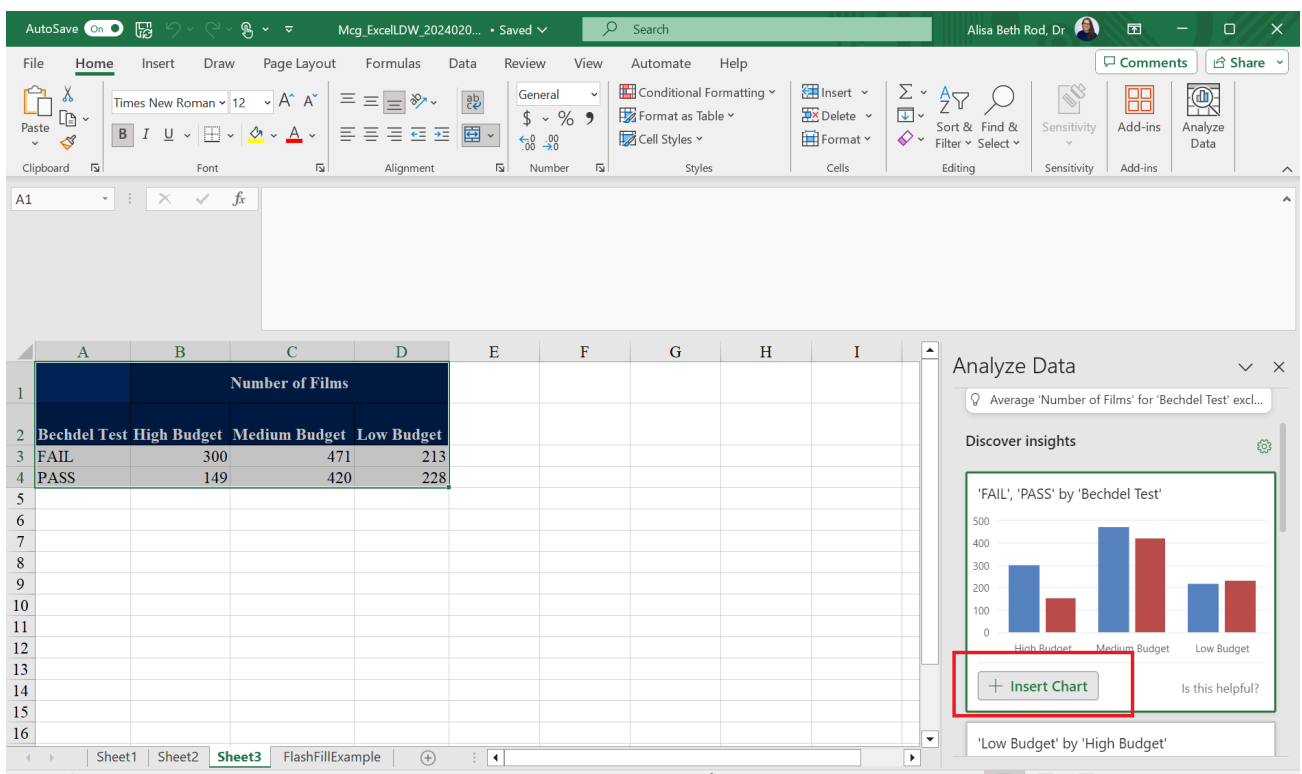 AutoSave On Mcg_ExcelLDW_2024020... • Saved Search Alisa Beth Rod, Dr
File Home Insert Draw Page Layout Formulas Data Review View Automate Help Comments Share
Paste
Clipboard
Times New Roman 12 A^ A˅
B I U A
Font
ab
Alignment
General
$ % 9
←0 .00
.00 →0
Number
Conditional Formatting
Format as Table
Cell Styles
Styles
Insert
Delete
Format
Cells
Σ
Sort & Filter
Find & Select
Editing
Sensitivity
Sensitivity
Add-ins
Add-ins
Analyze Data
A1 fx
A B C D E F G H I
1 Number of Films
2 Bechdel Test High Budget Medium Budget Low Budget
3 FAIL 300 471 213
4 PASS 149 420 228
5
6
7
8
9
10
11
12
13
14
15
16
Sheet1 Sheet2 Sheet3 FlashFillExample
Analyze Data
Average 'Number of Films' for 'Bechdel Test' excl...
Discover insights
'FAIL', 'PASS' by 'Bechdel Test'
500
400
300
200
100
0
High Budget Medium Budget Low Budget
+ Insert Chart Is this helpful?
'Low Budget' by 'High Budget'